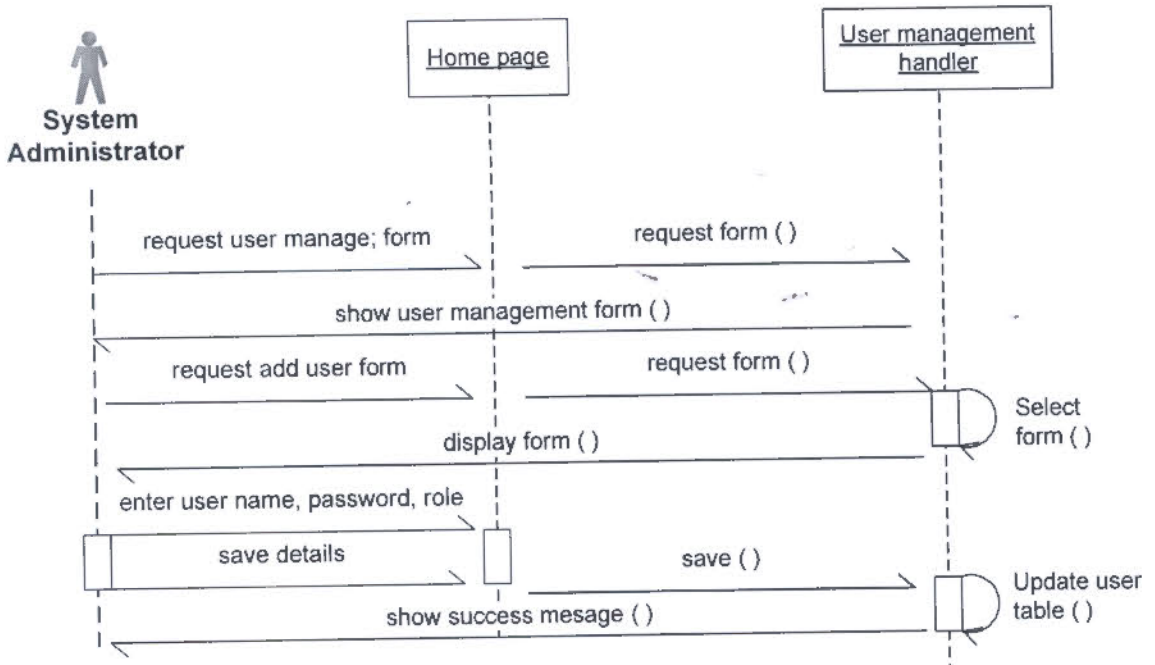 Home page
User management
handler
System
Administrator
request user manage; form
request form ( )
show user management form ( )
request add user form
request form ( )
Select
form ( )
display form ( )
enter user name, password, role
save details
save ( )
Update user
table ( )
show success mesage ( )